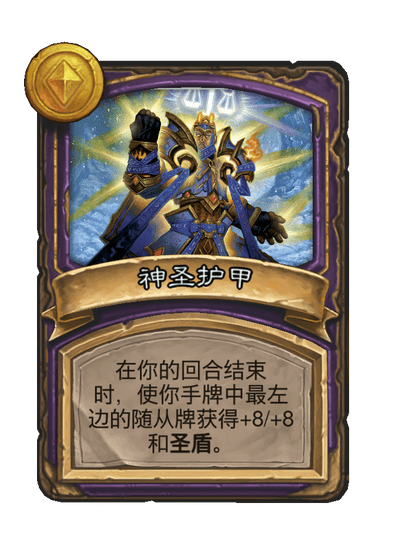 神圣护甲
在你的回合结束
时，使你手牌中最左
边的随从牌获得+8/+8
和圣盾。